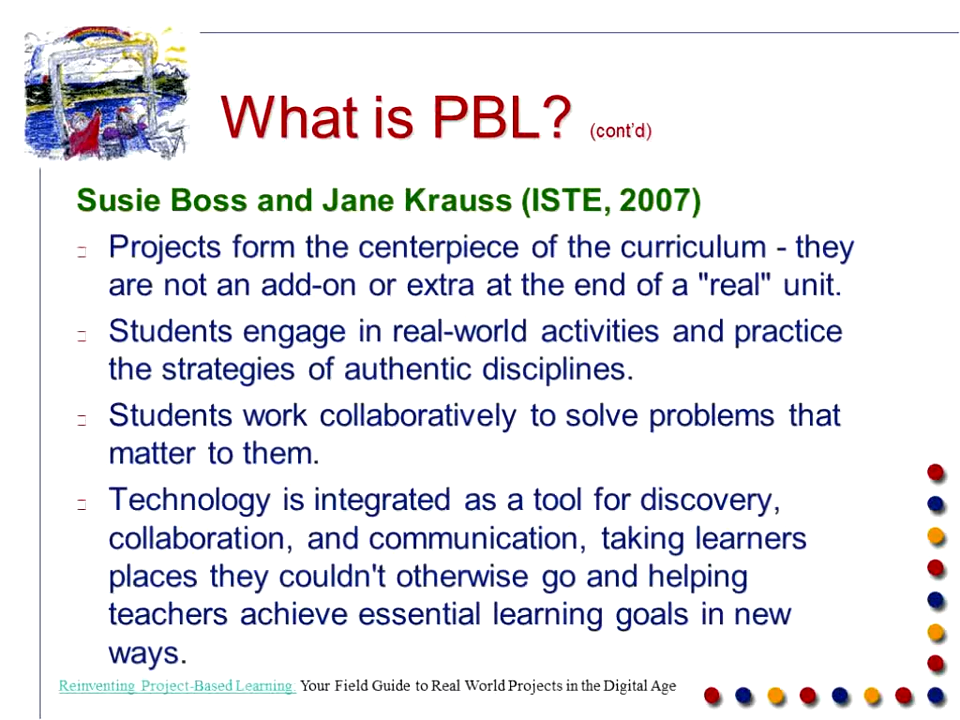 What is PBL? (cont'd)
Susie Boss and Jane Krauss (ISTE, 2007)
Projects form the centerpiece of the curriculum - they
are not an add-on or extra at the end of a "real" unit.
Students engage in real-world activities and practice
the strategies of authentic disciplines.
Students work collaboratively to solve problems that
matter to them.
Technology is integrated as a tool for discovery,
collaboration, and communication, taking learners
places they couldn't otherwise go and helping
teachers achieve essential learning goals in new
ways.
Reinventing Project-Based Learning. Your Field Guide to Real World Projects in the Digital Age